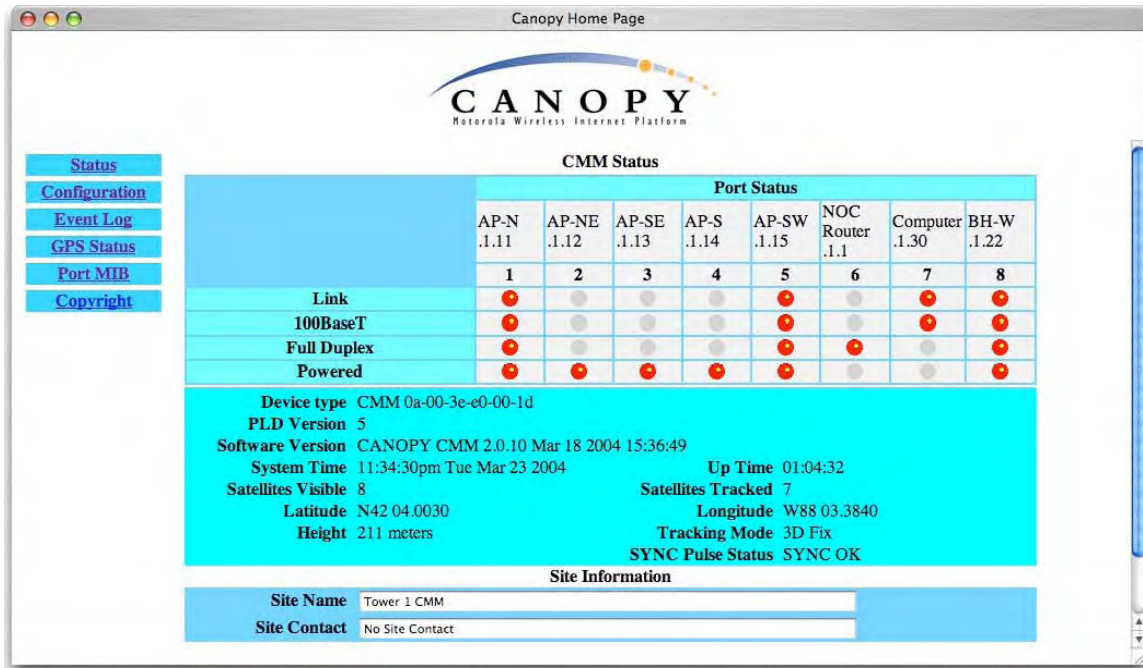 Canopy Home Page
CANOPY
Motorola Wireless Internet Platform
Status
Configuration
Event Log
GPS Status
Port MIB
Copyright
CMM Status
Port Status
AP-N .1.11 AP-NE .1.12 AP-SE .1.13 AP-S .1.14 AP-SW .1.15 NOC Router .1.1 Computer .1.30 BH-W .1.22
1 2 3 4 5 6 7 8
Link
100BaseT
Full Duplex
Powered
Device type CMM 0a-00-3e-e0-00-1d
PLD Version 5
Software Version CANOPY CMM 2.0.10 Mar 18 2004 15:36:49
System Time 11:34:30pm Tue Mar 23 2004 Up Time 01:04:32
Satellites Visible 8 Satellites Tracked 7
Latitude N42 04.0030 Longitude W88 03.3840
Height 211 meters Tracking Mode 3D Fix
SYNC Pulse Status SYNC OK
Site Information
Site Name Tower 1 CMM
Site Contact No Site Contact